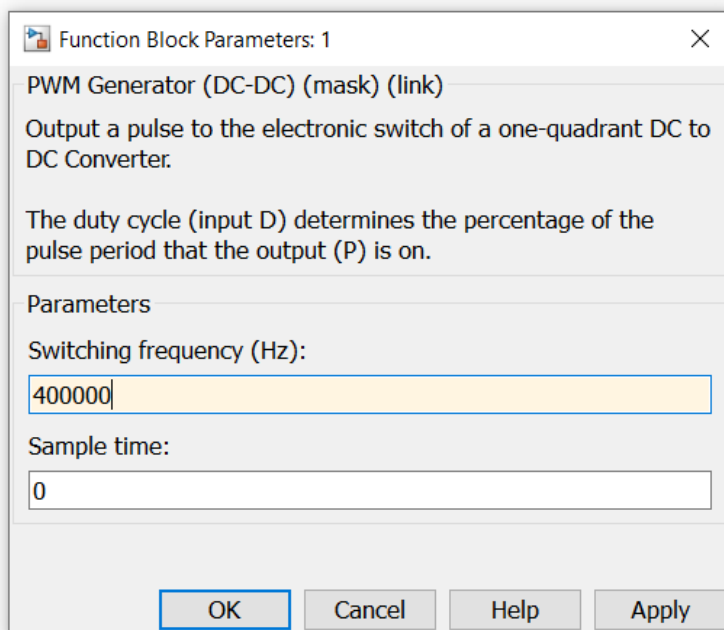 Function Block Parameters: 1
PWM Generator (DC-DC) (mask) (link)
Output a pulse to the electronic switch of a one-quadrant DC to
DC Converter.
The duty cycle (input D) determines the percentage of the
pulse period that the output (P) is on.
Parameters
Switching frequency (Hz):
400000
Sample time:
0
OK Cancel Help Apply